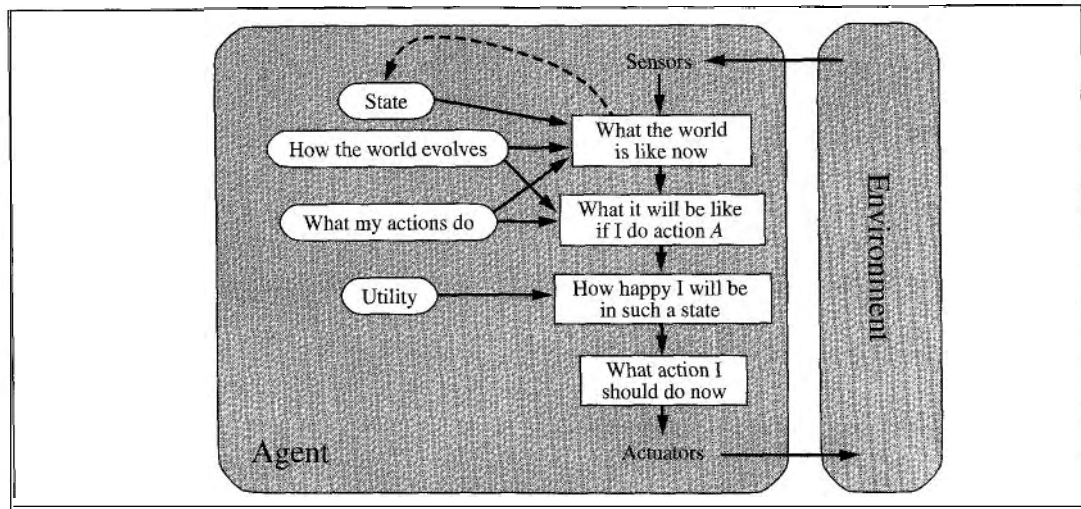 Sensors
State
What the world
is like now
How the world evolves
What it will be like
if I do action A
What my actions do
Utility
How happy I will be
in such a state
What action I
should do now
Agent
Actuators
Environment